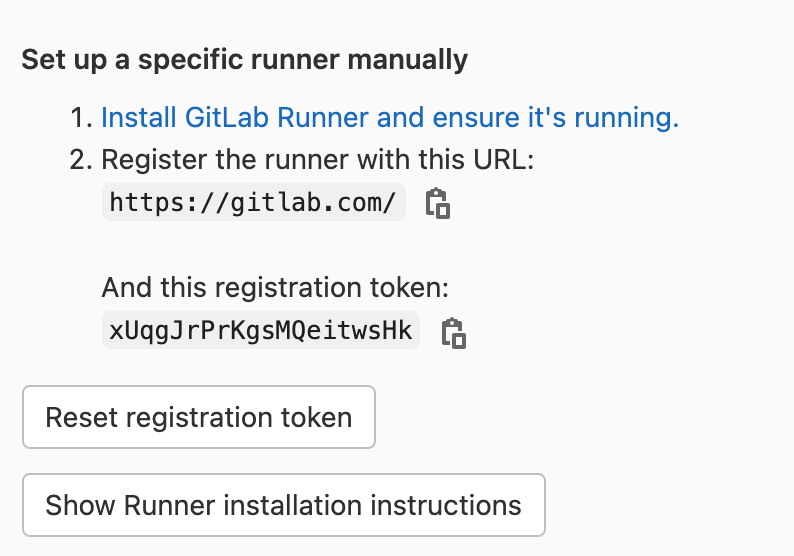 Set up a specific runner manually
1. Install GitLab Runner and ensure it's running.
2. Register the runner with this URL:
https://gitlab.com/
And this registration token:
xUqgJrPrKgsMQeitwsHk
Reset registration token
Show Runner installation instructions